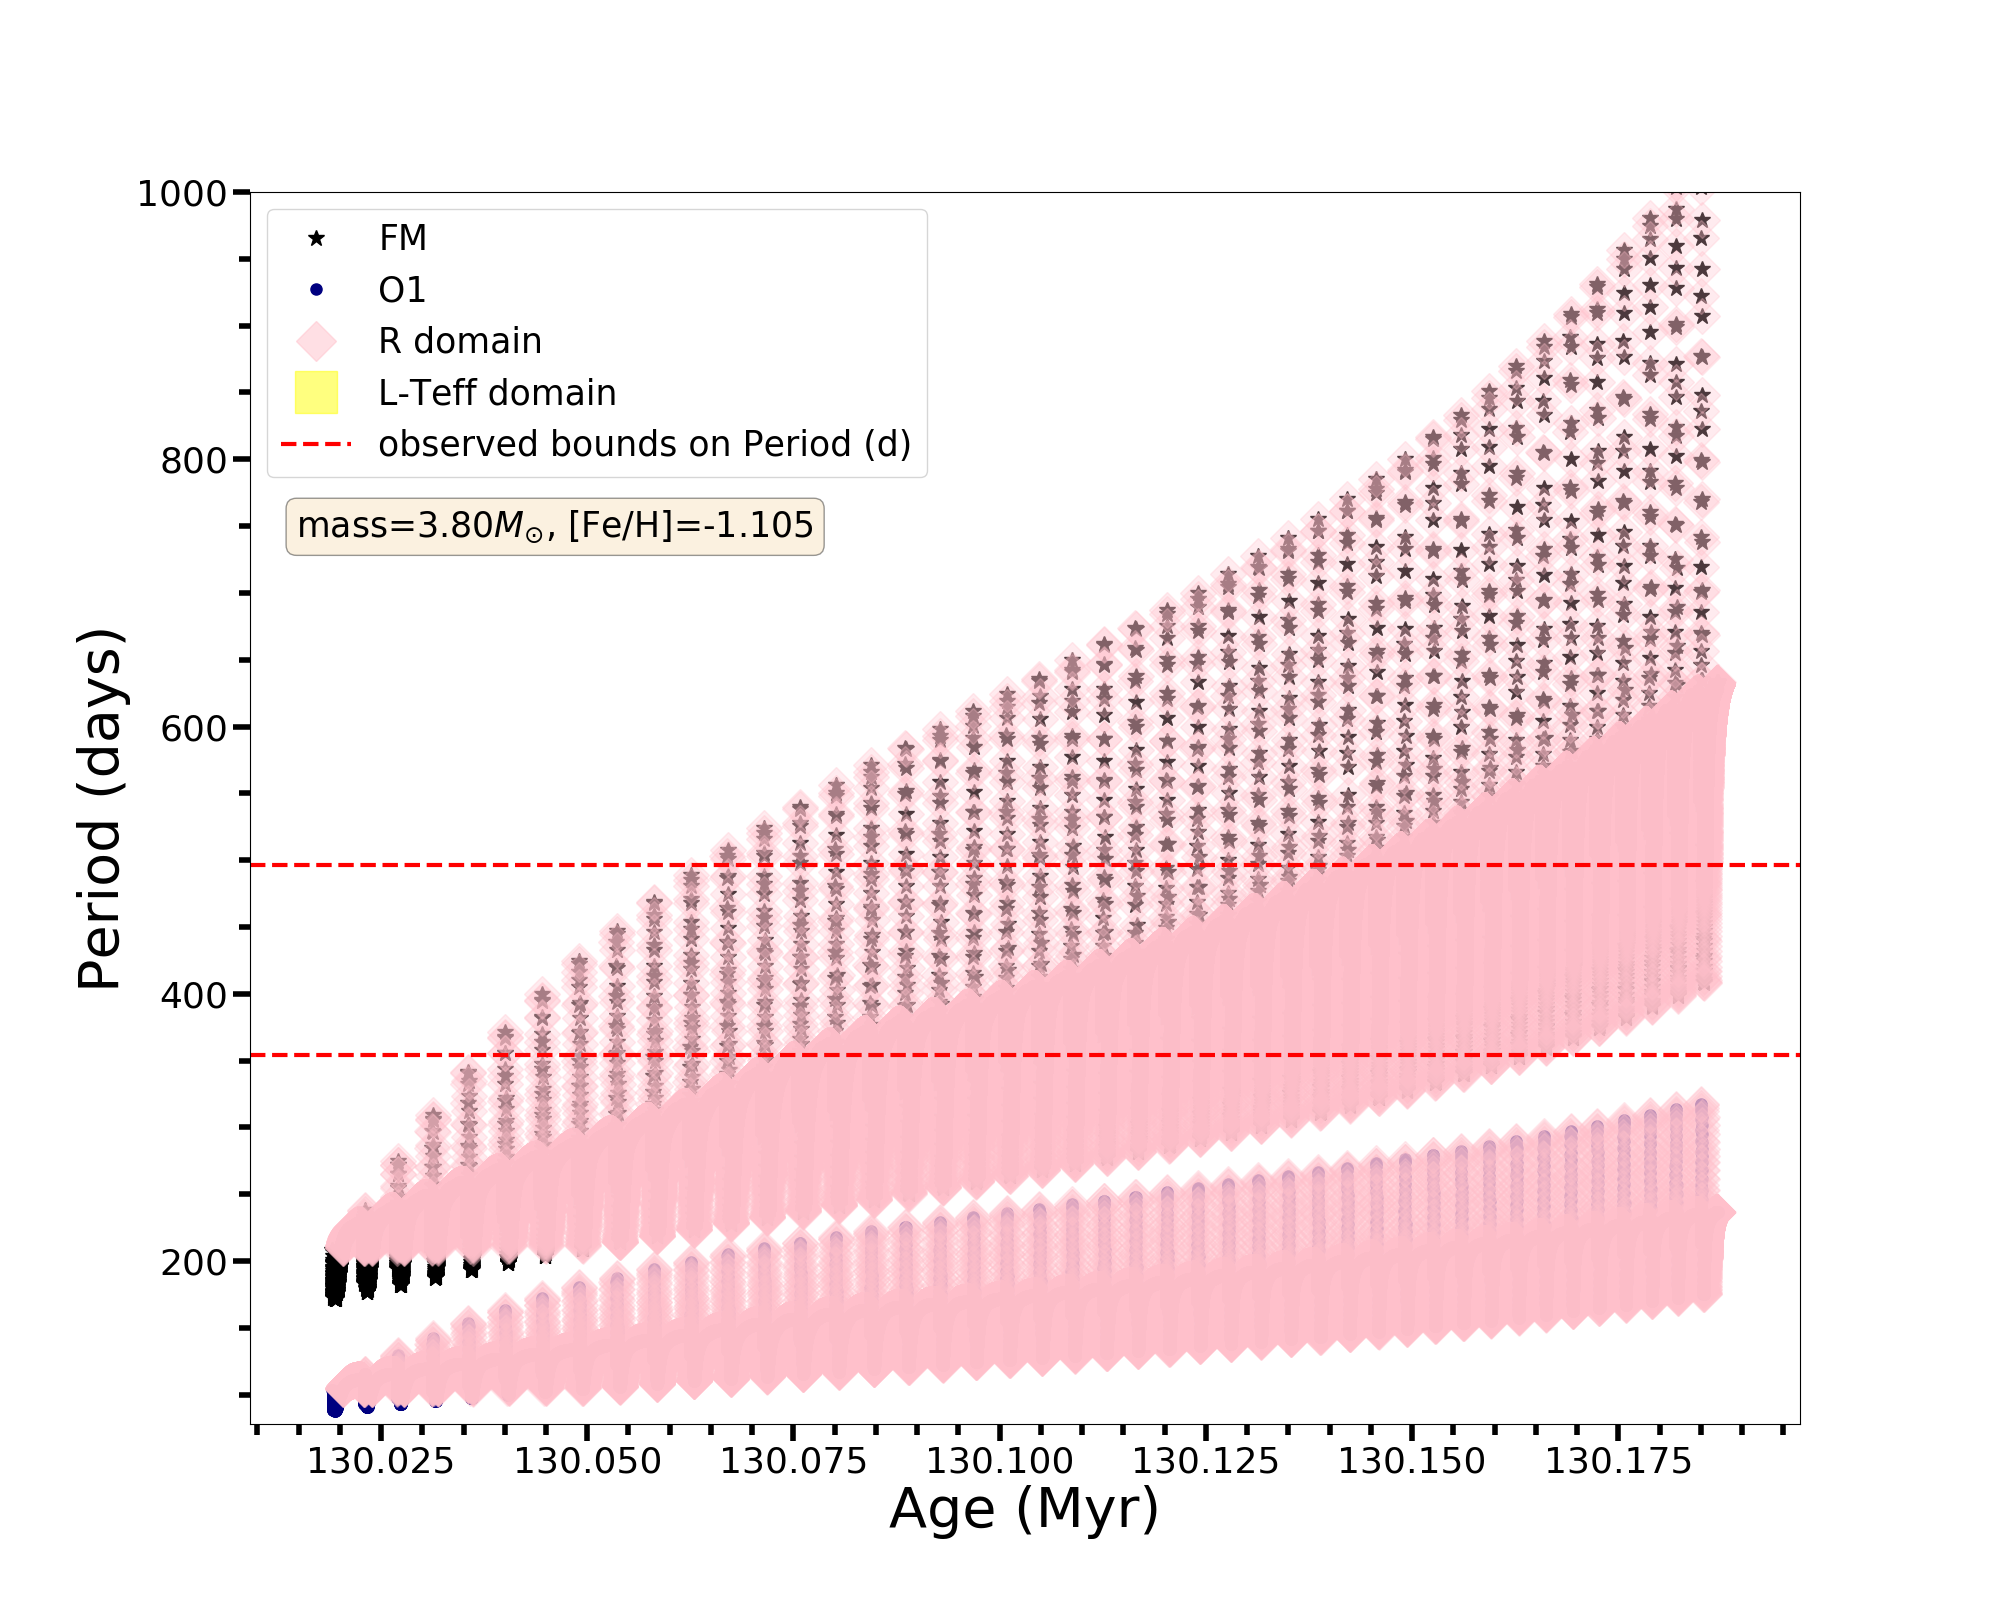 1000
800
600
400
200
Period (days)
FM
O1
R domain
L-Teff domain
observed bounds on Period (d)
mass=3.80M⊙, [Fe/H]=-1.105
130.025 130.050 130.075 130.100 130.125 130.150 130.175
Age (Myr)